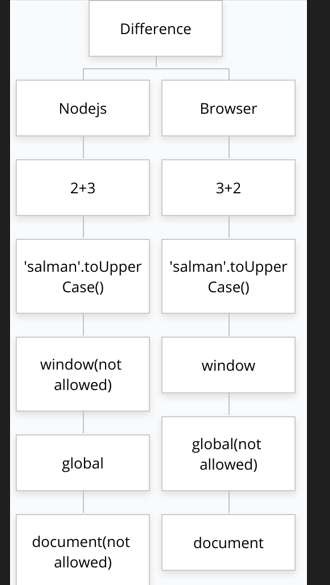 Difference
Nodejs
Browser
2+3
3+2
'salman'.toUpper
Case()
'salman'.toUpper
Case()
window(not
allowed)
window
global
global(not
allowed)
document(not
allowed)
document